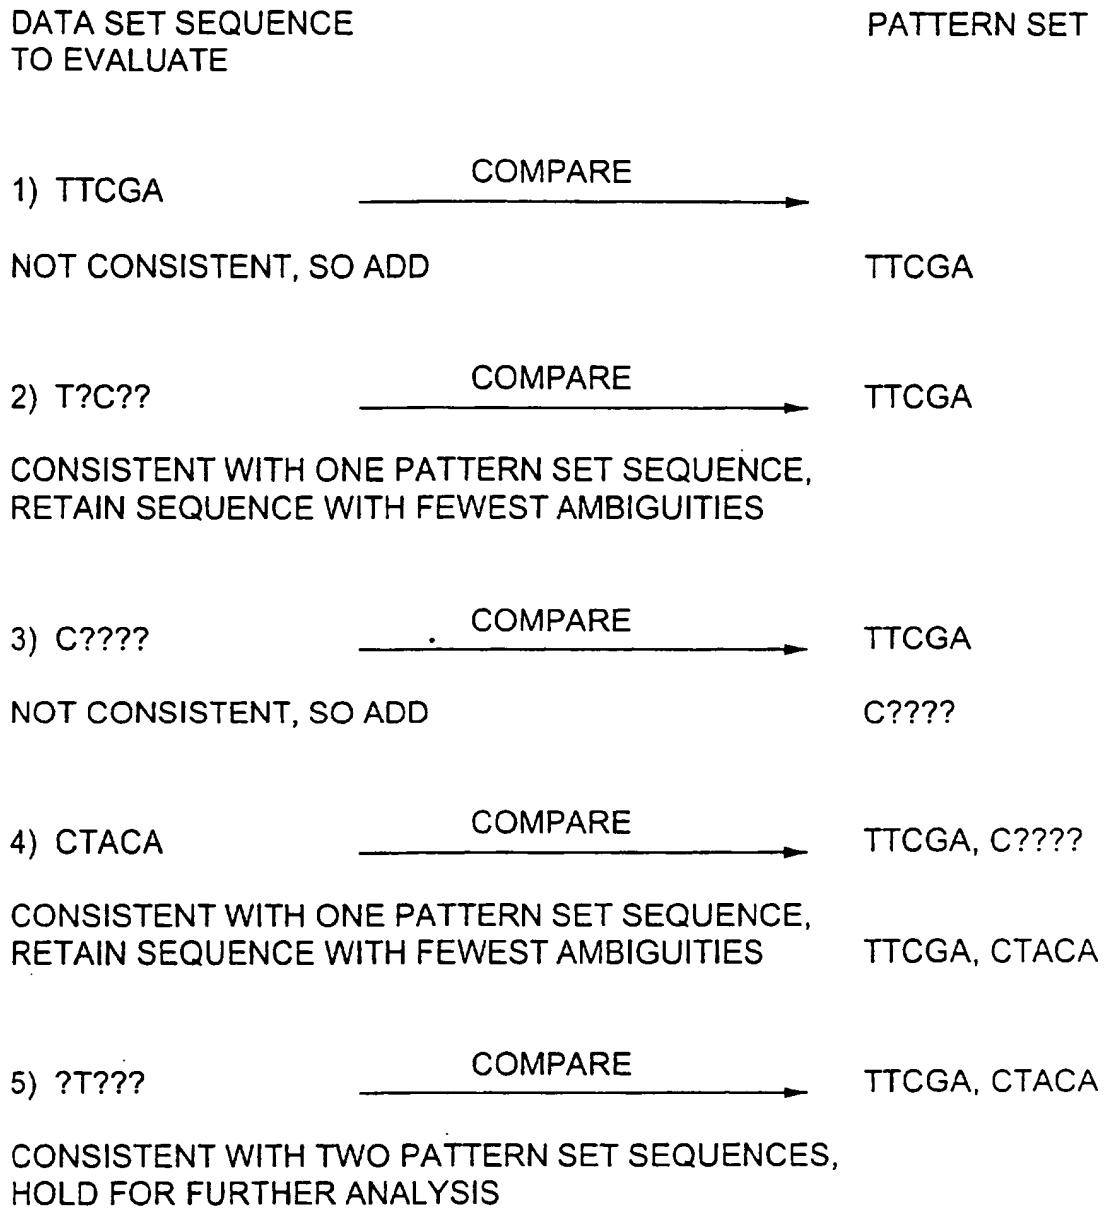 DATA SET SEQUENCE
TO EVALUATE
PATTERN SET
1) TTCGA
COMPARE
NOT CONSISTENT, SO ADD
TTCGA
2) T?C??
COMPARE
TTCGA
CONSISTENT WITH ONE PATTERN SET SEQUENCE,
RETAIN SEQUENCE WITH FEWEST AMBIGUITIES
3) C????
COMPARE
TTCGA
NOT CONSISTENT, SO ADD
C????
4) CTACA
COMPARE
TTCGA, C????
CONSISTENT WITH ONE PATTERN SET SEQUENCE,
RETAIN SEQUENCE WITH FEWEST AMBIGUITIES
TTCGA, CTACA
5) ?T???
COMPARE
TTCGA, CTACA
CONSISTENT WITH TWO PATTERN SET SEQUENCES,
HOLD FOR FURTHER ANALYSIS